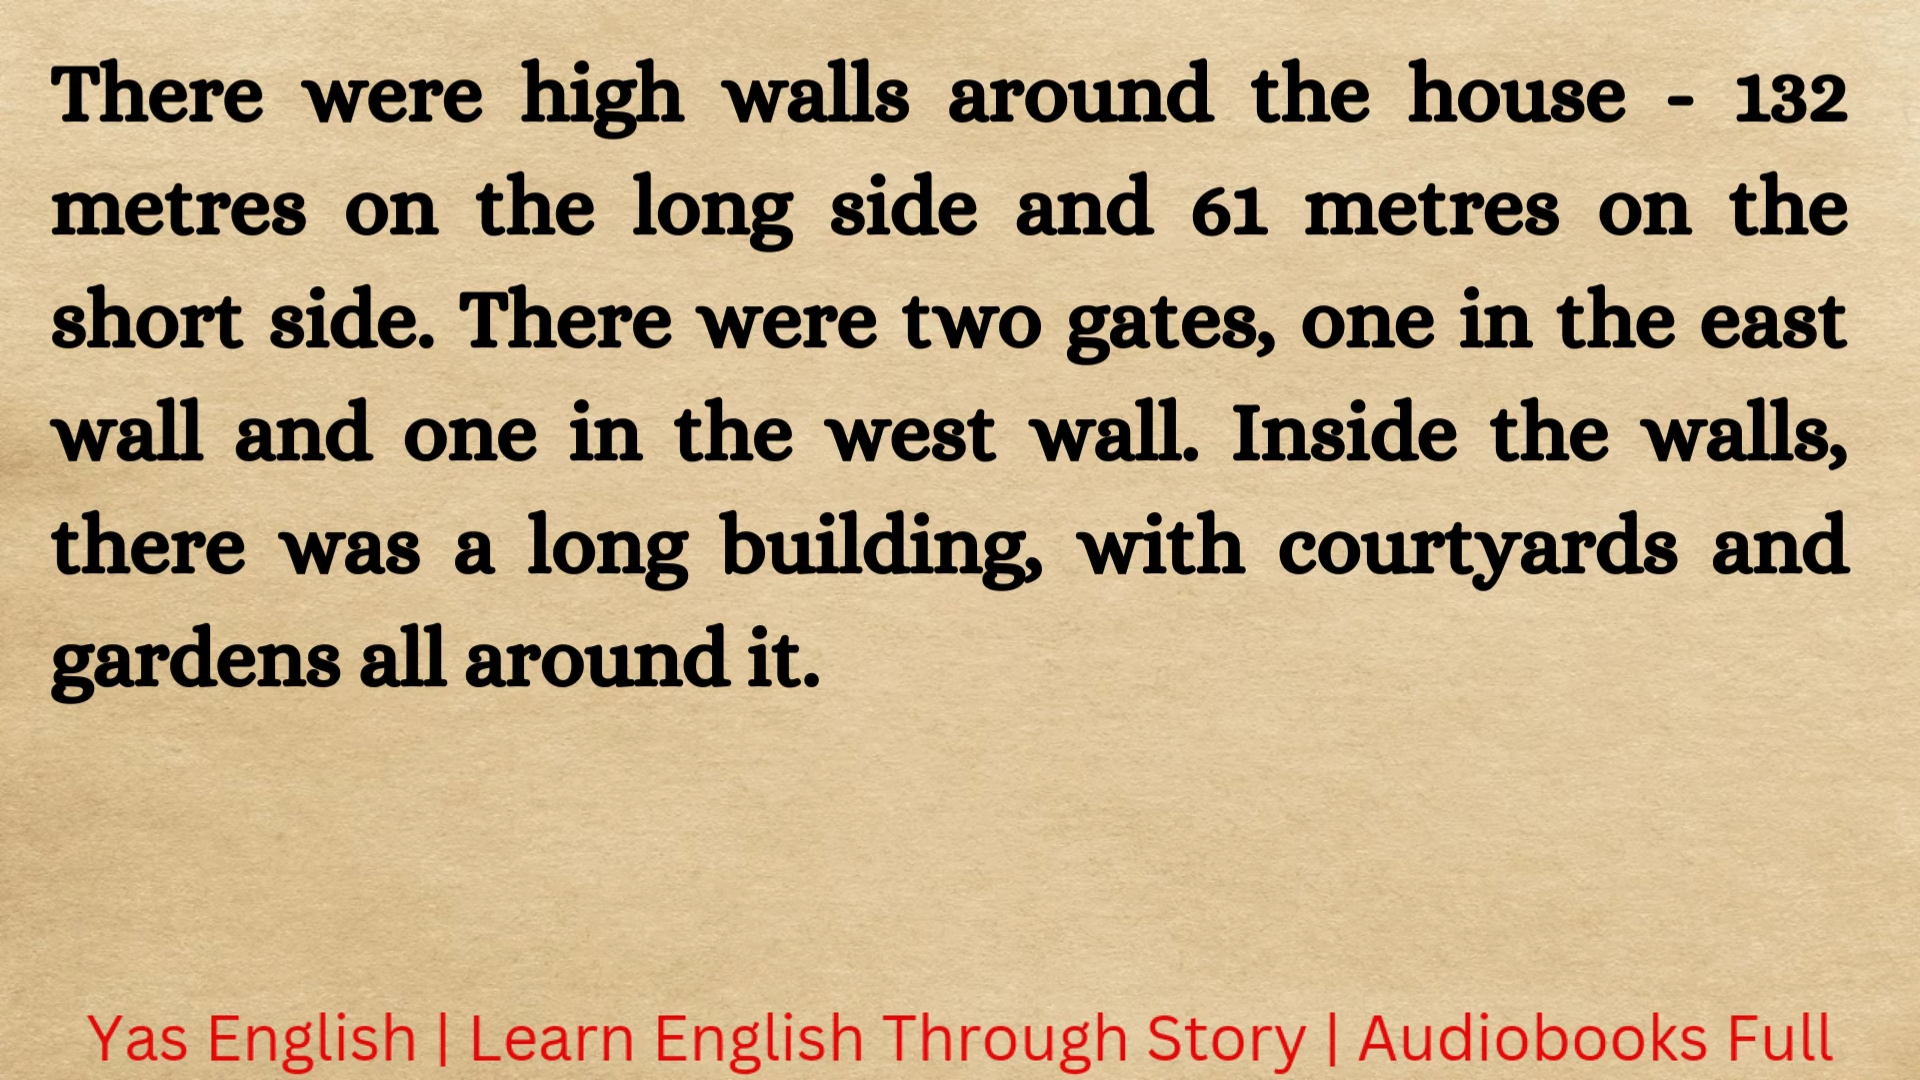 There were high walls around the house - 132
metres on the long side and 61 metres on the
short side. There were two gates, one in the east
wall and one in the west wall. Inside the walls,
there was a long building, with courtyards and
gardens all around it.
Yas English | Learn English Through Story | Audiobooks Full